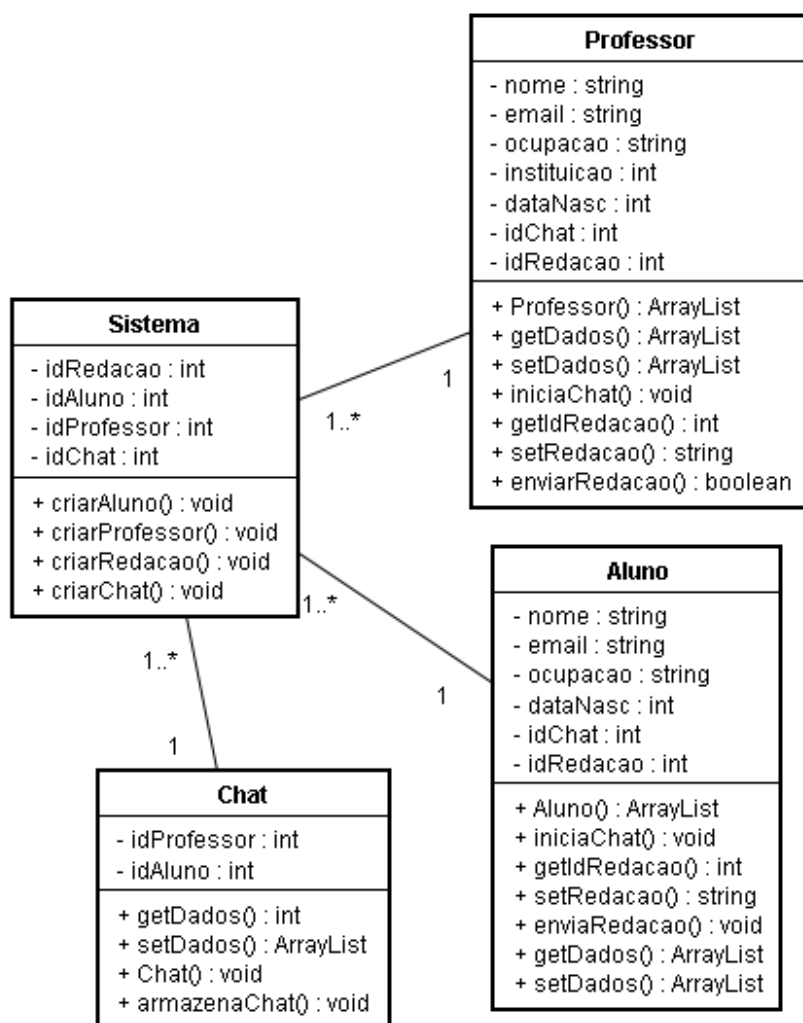 Professor
- nome : string
- email : string
- ocupacao : string
- instituicao : int
- dataNasc : int
- idChat : int
- idRedacao : int
+ Professor() : ArrayList
+ getDados() : ArrayList
+ setDados() : ArrayList
+ iniciaChat() : void
+ getIdRedacao() : int
+ setRedacao() : string
+ enviarRedacao() : boolean
Sistema
- idRedacao : int
- idAluno : int
- idProfessor : int
- idChat : int
+ criarAluno() : void
+ criarProfessor() : void
+ criarRedacao() : void
+ criarChat() : void
1..*
1
1..*
1
1..*
1
Aluno
- nome : string
- email : string
- ocupacao : string
- dataNasc : int
- idChat : int
- idRedacao : int
+ Aluno() : ArrayList
+ iniciaChat() : void
+ getIdRedacao() : int
+ setRedacao() : string
+ enviaRedacao() : void
+ getDados() : ArrayList
+ setDados() : ArrayList
Chat
- idProfessor : int
- idAluno : int
+ getDados() : int
+ setDados() : ArrayList
+ Chat() : void
+ armazenaChat() : void